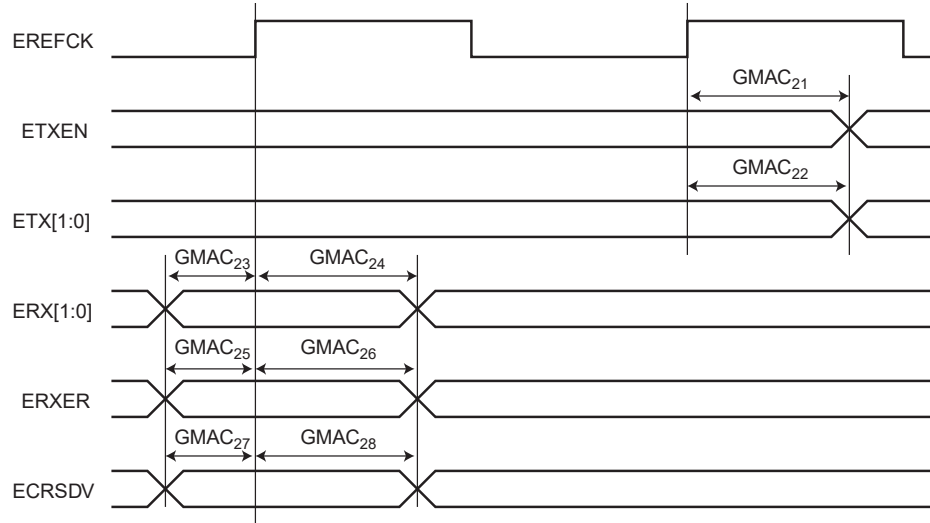 EREFCK
GMAC21
ETXEN
GMAC22
ETX[1:0]
GMAC23 GMAC24
ERX[1:0]
GMAC25 GMAC26
ERXER
GMAC27 GMAC28
ECRSDV